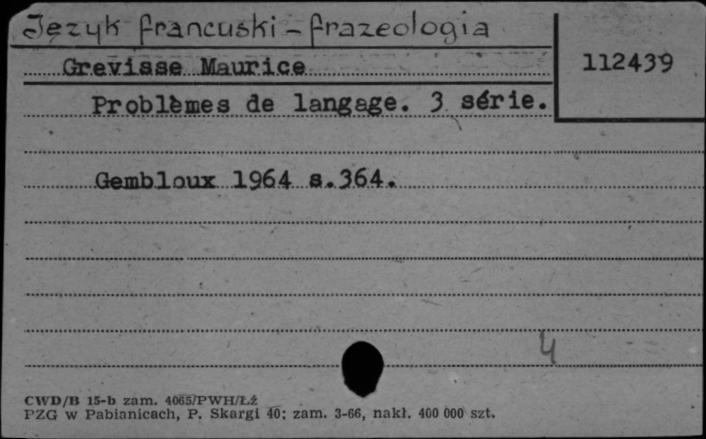 Język francuski - frazeologia
Grevisse Maurice
112439
Problèmes de langage. 3 série.
Gembloux 1964 s.364.
4
CWD/B 15-b zam. 4065/PWH/Łź
PZG w Pabianicach, P. Skargi 40; zam. 3-66, nakł. 400 000 szt.